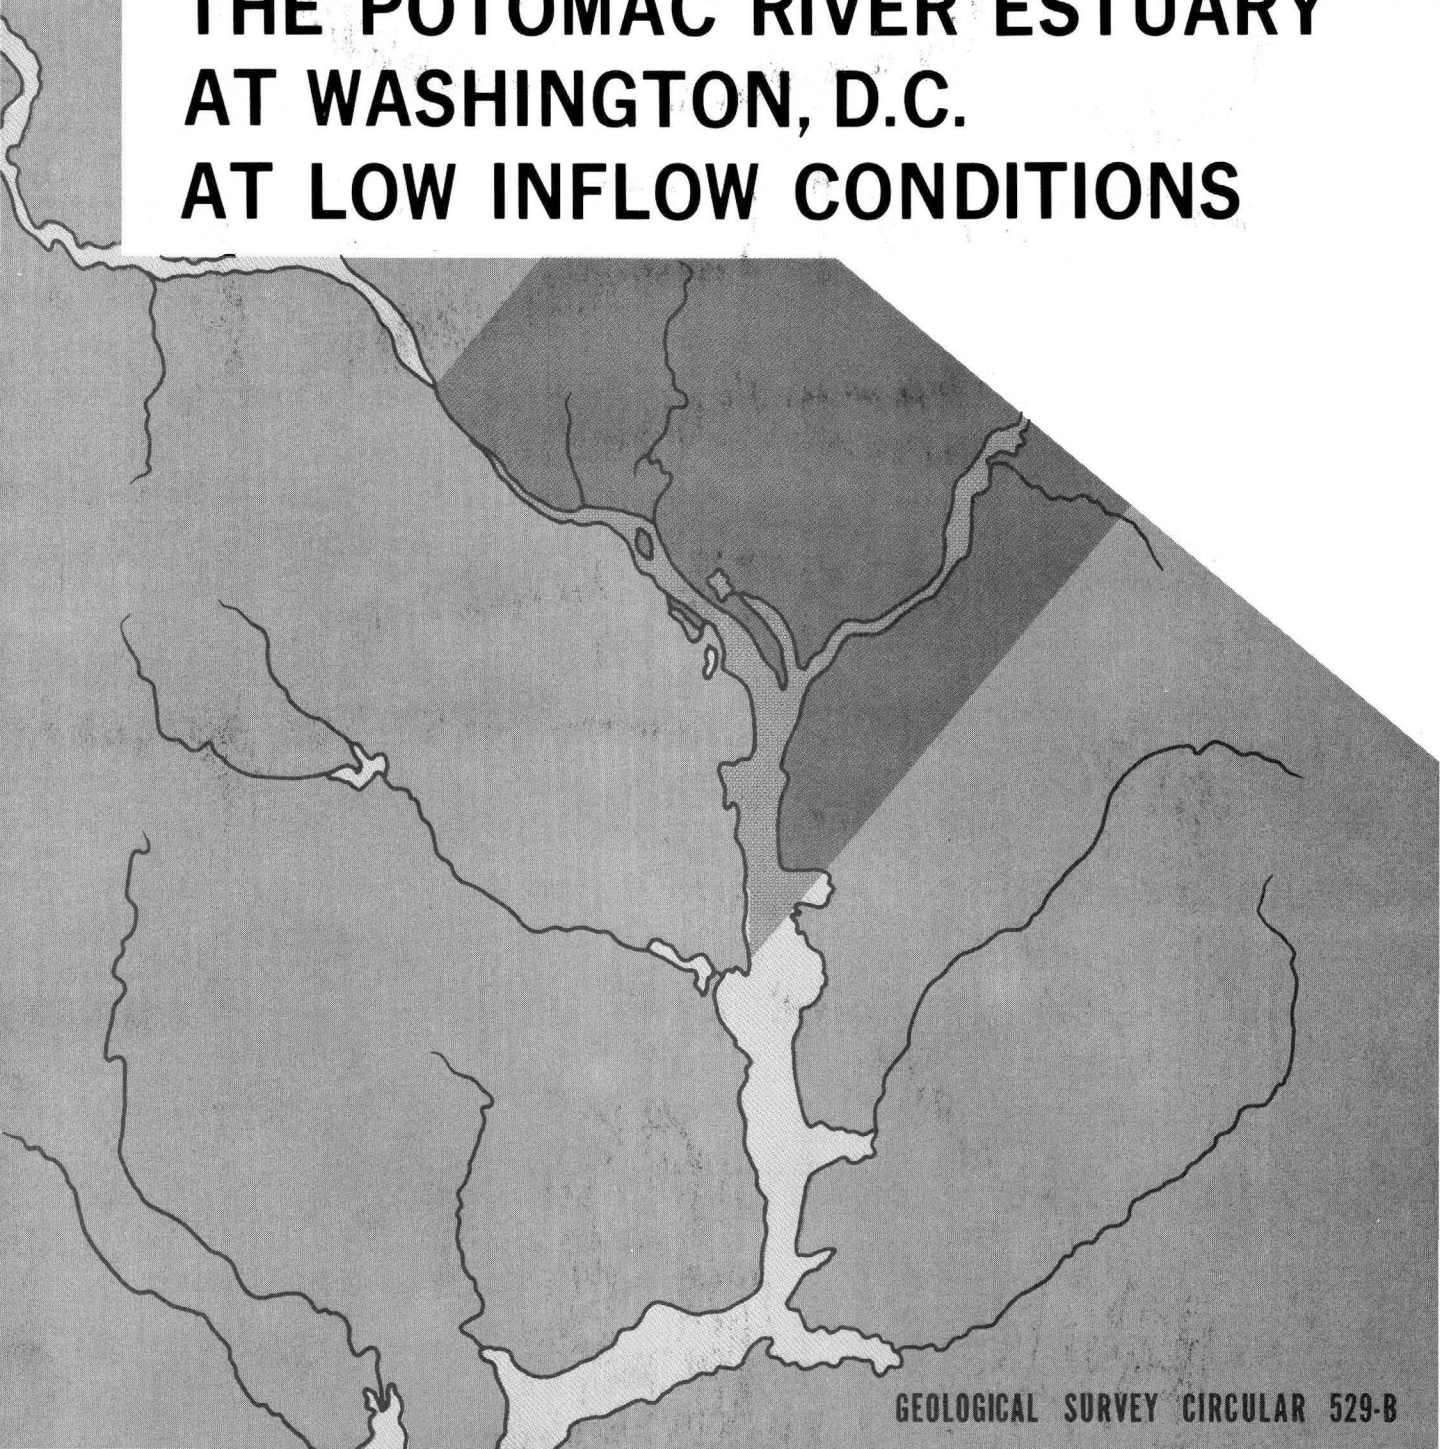 THE POTOMAC RIVER ESTUARY
AT WASHINGTON, D.C.
AT LOW INFLOW CONDITIONS
GEOLOGICAL SURVEY CIRCULAR 529-B